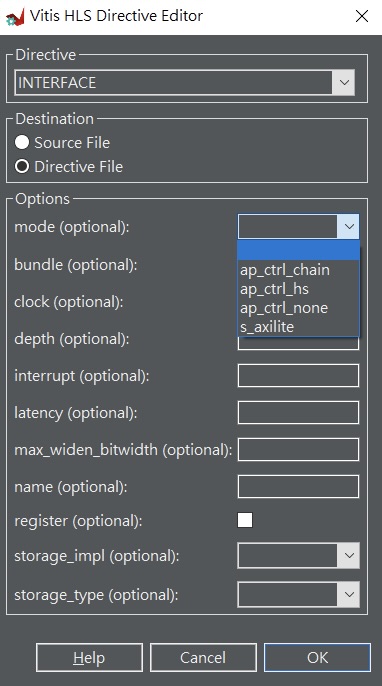 Vitis HLS Directive Editor
Directive
INTERFACE
Destination
Source File
Directive File
Options
mode (optional):
bundle (optional):
ap_ctrl_chain
ap_ctrl_hs
clock (optional):
ap_ctrl_none
s_axilite
depth (optional):
interrupt (optional):
latency (optional):
max_widen_bitwidth (optional):
name (optional):
register (optional):
storage_impl (optional):
storage_type (optional):
Help Cancel OK